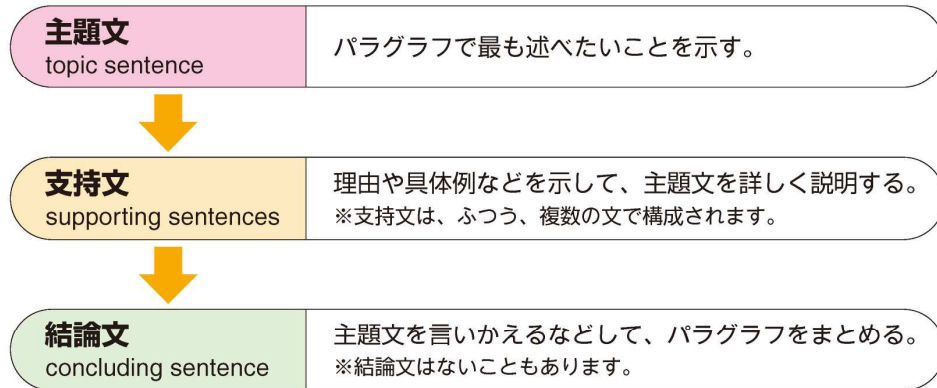 主題文
topic sentence
パラグラフで最も述べたいことを示す。
支持文
supporting sentences
理由や具体例などを示して、主題文を詳しく説明する。
※支持文は、ふつう、複数の文で構成されます。
結論文
concluding sentence
主題文を言いかえるなどして、パラグラフをまとめる。
※結論文はないこともあります。